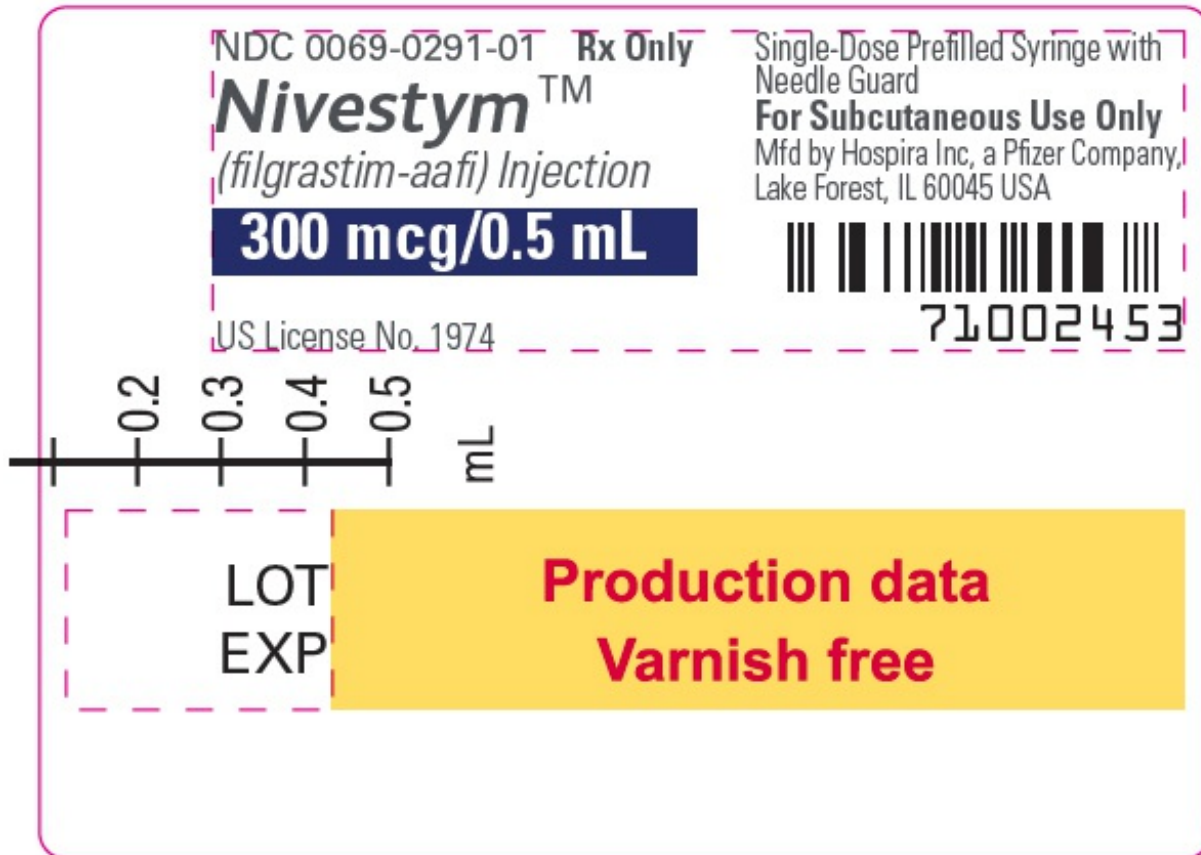 NDC 0069-0291-01 Rx Only
Nivestym™
(filgrastim-aafi) Injection
300 mcg/0.5 mL
US License No. 1974
Single-Dose Prefilled Syringe with
Needle Guard
For Subcutaneous Use Only
Mfd by Hospira Inc, a Pfizer Company,
Lake Forest, IL 60045 USA
71002453
0.2 0.3 0.4 0.5 mL
LOT
EXP
Production data
Varnish free